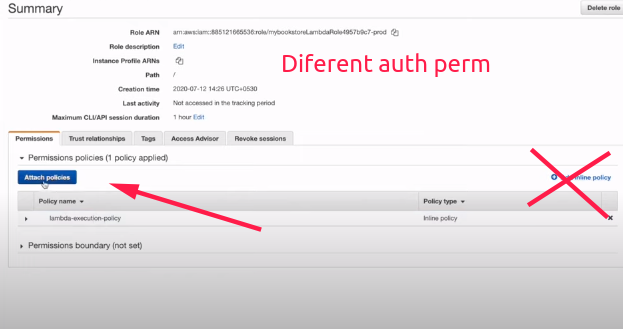 Summary
Delete role
Role ARN arn:aws:iam::885121665536:role/mybookstoreLambdaRole4957b9c7-prod
Role description Edit
Diferent auth perm
Instance Profile ARNs
Path /
Creation time 2020-07-12 14:26 UTC+0530
Last activity Not accessed in the tracking period
Maximum CLI/API session duration 1 hour Edit
Permissions Trust relationships Tags Access Advisor Revoke sessions
Permissions policies (1 policy applied)
Attach policies
inline policy
Policy name Policy type
lambda-execution-policy Inline policy
Permissions boundary (not set)